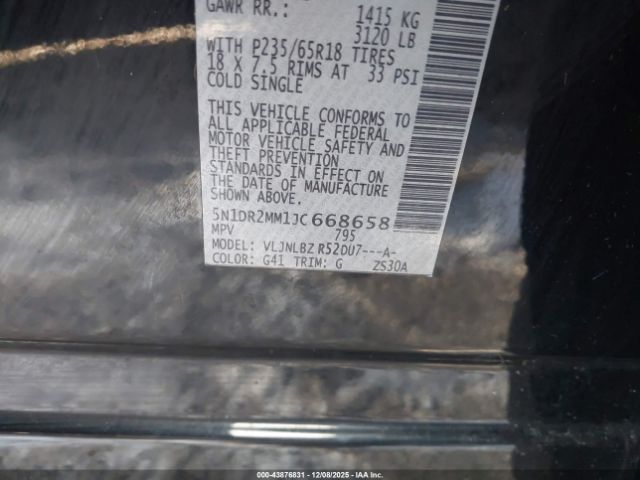 GAWR RR.: 1415 KG
3120 LB
WITH P235/65R18 TIRES
18 X 7.5 RIMS AT 33 PSI
COLD SINGLE
THIS VEHICLE CONFORMS TO
ALL APPLICABLE FEDERAL
MOTOR VEHICLE SAFETY AND
THEFT PREVENTION
STANDARDS IN EFFECT ON
THE DATE OF MANUFACTURE
SHOWN ABOVE.
5N1DR2MM1JC668658
MPV 795
MODEL: VLJNLBZ R52DU7---A-
COLOR: G41 TRIM: G ZS30A
000-43876831 - 12/08/2025 - IAAI.COM